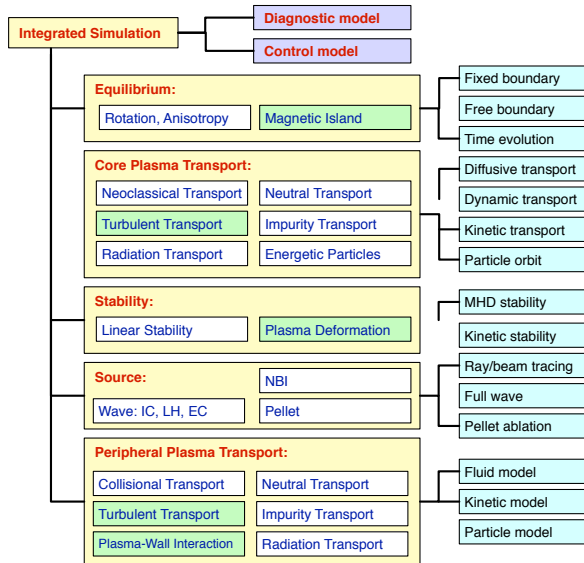 Integrated Simulation
Diagnostic model
Control model
Equilibrium:
Rotation, Anisotropy
Magnetic Island
Fixed boundary
Free boundary
Time evolution
Core Plasma Transport:
Neoclassical Transport
Neutral Transport
Turbulent Transport
Impurity Transport
Radiation Transport
Energetic Particles
Diffusive transport
Dynamic transport
Kinetic transport
Particle orbit
Stability:
Linear Stability
Plasma Deformation
MHD stability
Kinetic stability
Source:
NBI
Wave: IC, LH, EC
Pellet
Ray/beam tracing
Full wave
Pellet ablation
Peripheral Plasma Transport:
Collisional Transport
Neutral Transport
Turbulent Transport
Impurity Transport
Plasma-Wall Interaction
Radiation Transport
Fluid model
Kinetic model
Particle model